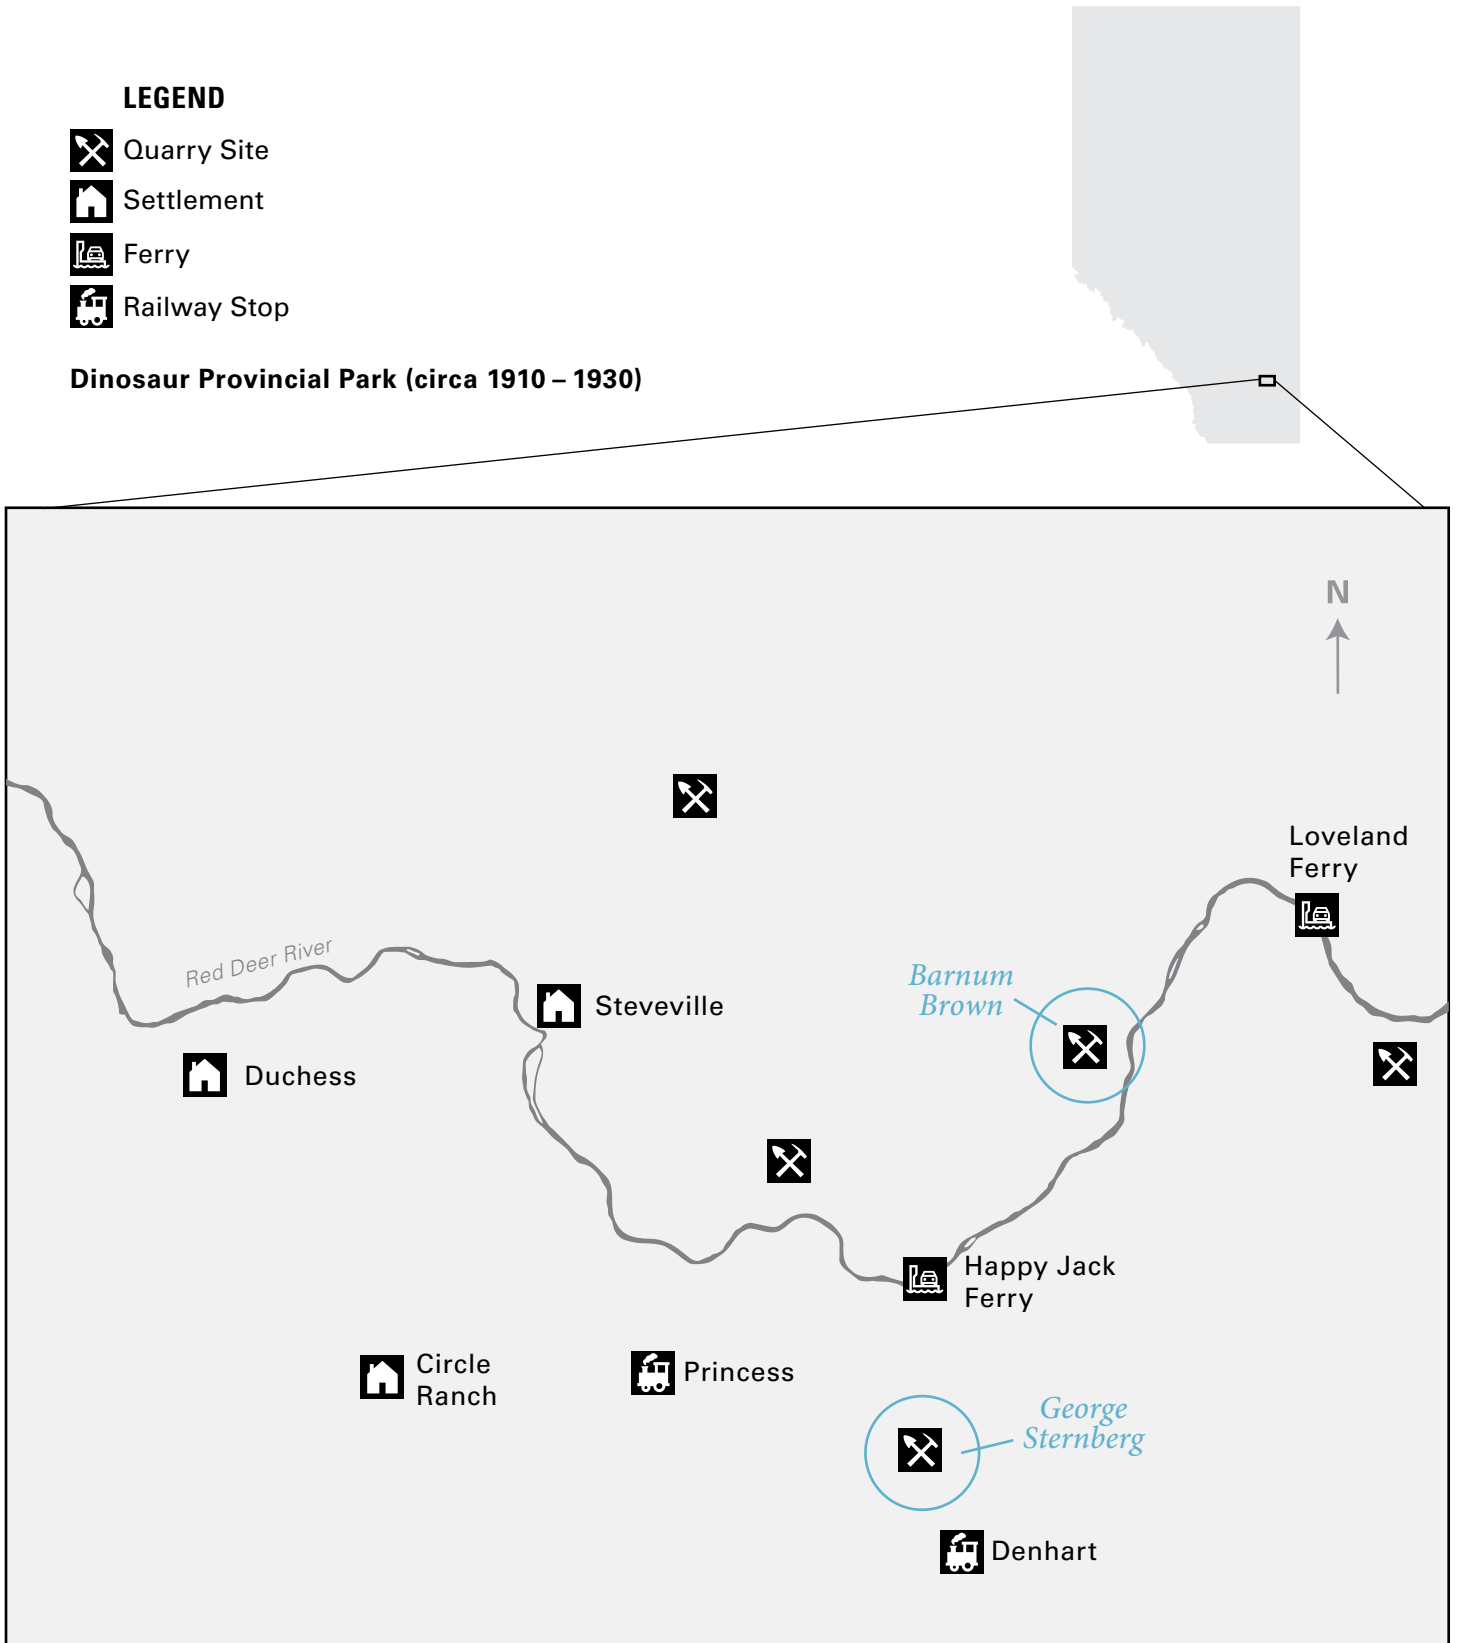 LEGEND
Quarry Site
Settlement
Ferry
Railway Stop
Dinosaur Provincial Park (circa 1910 – 1930)
N
Loveland
Ferry
Red Deer River
Barnum
Brown
Steveville
Duchess
Happy Jack
Ferry
Circle
Ranch
Princess
George
Sternberg
Denhart